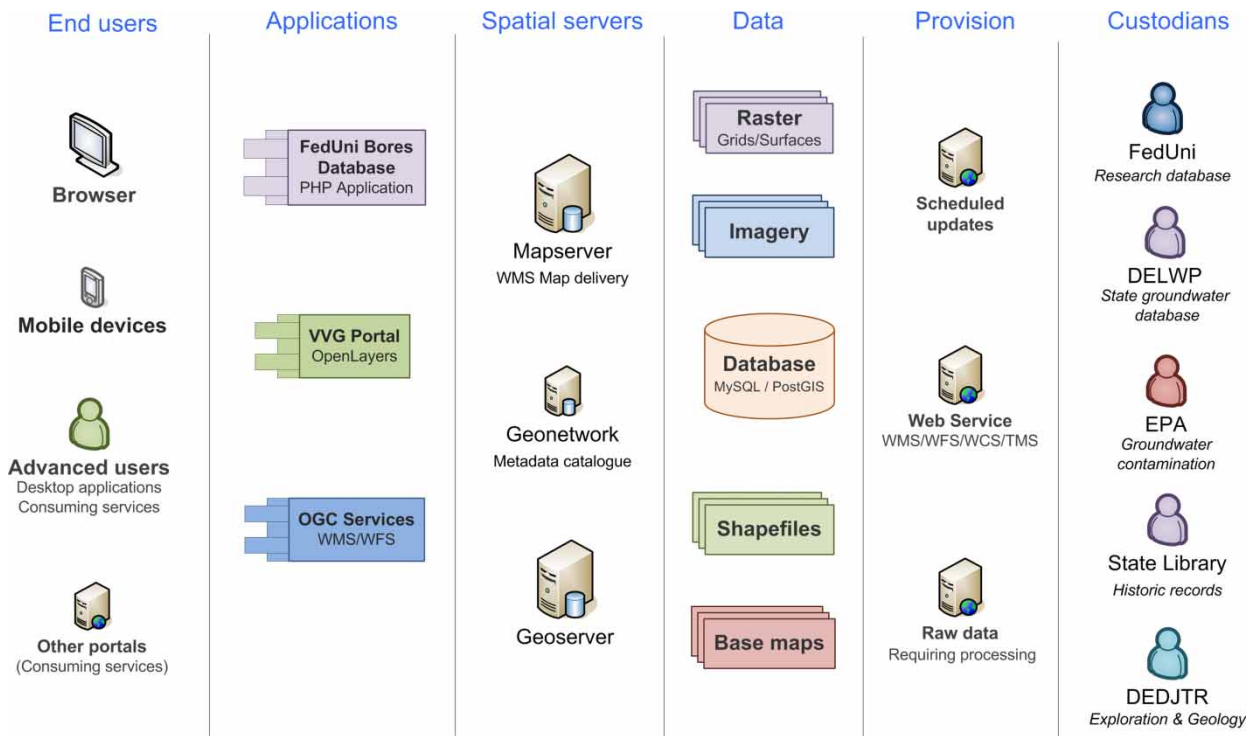 End users
Applications
Spatial servers
Data
Provision
Custodians
Browser
Mobile devices
Advanced users
Desktop applications
Consuming services
Other portals
(Consuming services)
FedUni Bores
Database
PHP Application
VVG Portal
OpenLayers
OGC Services
WMS/WFS
Mapserver
WMS Map delivery
Geonetwork
Metadata catalogue
Geoserver
Raster
Grids/Surfaces
Imagery
Database
MySQL / PostGIS
Shapefiles
Base maps
Scheduled
updates
Web Service
WMS/WFS/WCS/TMS
Raw data
Requiring processing
FedUni
Research database
DELWP
State groundwater
database
EPA
Groundwater
contamination
State Library
Historic records
DEDJTR
Exploration & Geology